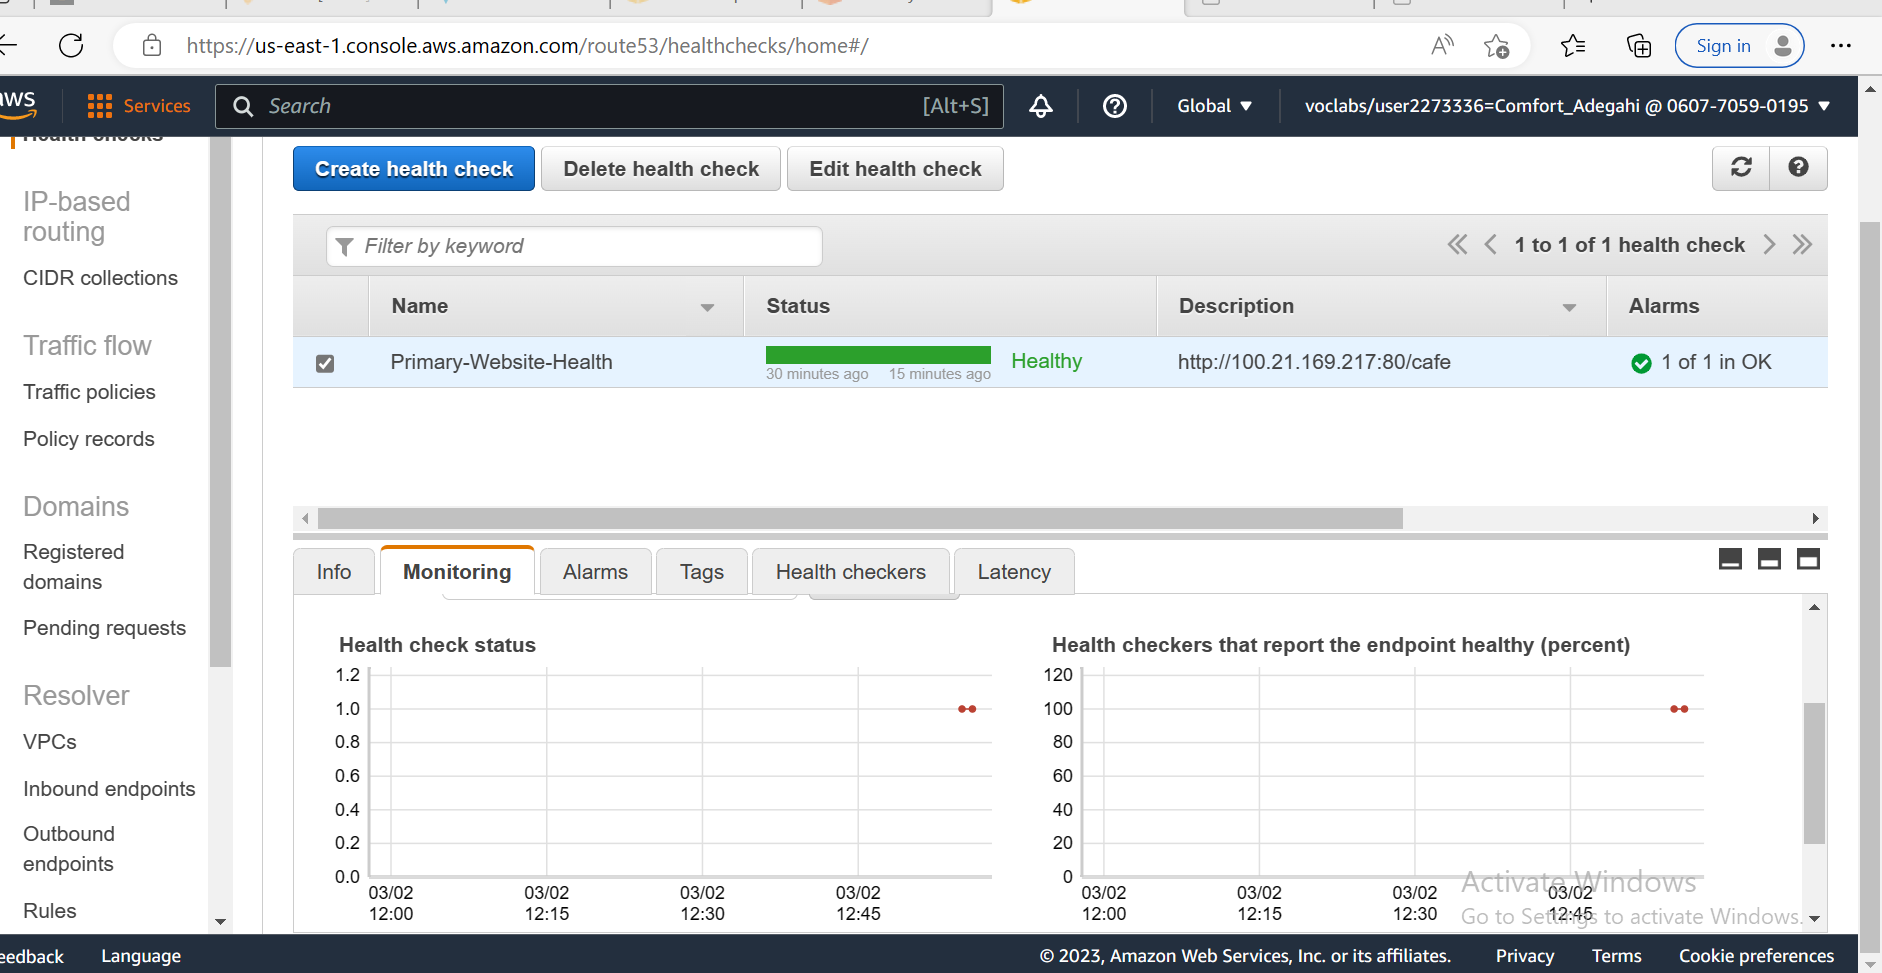 https://us-east-1.console.aws.amazon.com/route53/healthchecks/home#/
Sign in
aws
Services
Search
[Alt+S]
Global
voclabs/user2273336=Comfort_Adegahi @ 0607-7059-0195
Health checks
IP-based
routing
CIDR collections
Traffic flow
Traffic policies
Policy records
Domains
Registered
domains
Pending requests
Resolver
VPCs
Inbound endpoints
Outbound
endpoints
Rules
Create health check
Delete health check
Edit health check
Filter by keyword
1 to 1 of 1 health check
Name
Status
Description
Alarms
Primary-Website-Health
30 minutes ago
15 minutes ago
Healthy
http://100.21.169.217:80/cafe
1 of 1 in OK
Info
Monitoring
Alarms
Tags
Health checkers
Latency
Health check status
1.2
1.0
0.8
0.6
0.4
0.2
0.0
03/02
12:00
03/02
12:15
03/02
12:30
03/02
12:45
Health checkers that report the endpoint healthy (percent)
120
100
80
60
40
20
0
03/02
12:00
03/02
12:15
03/02
12:30
03/02
12:45
Activate Windows
Go to Settings to activate Windows.
eedback
Language
© 2023, Amazon Web Services, Inc. or its affiliates.
Privacy
Terms
Cookie preferences